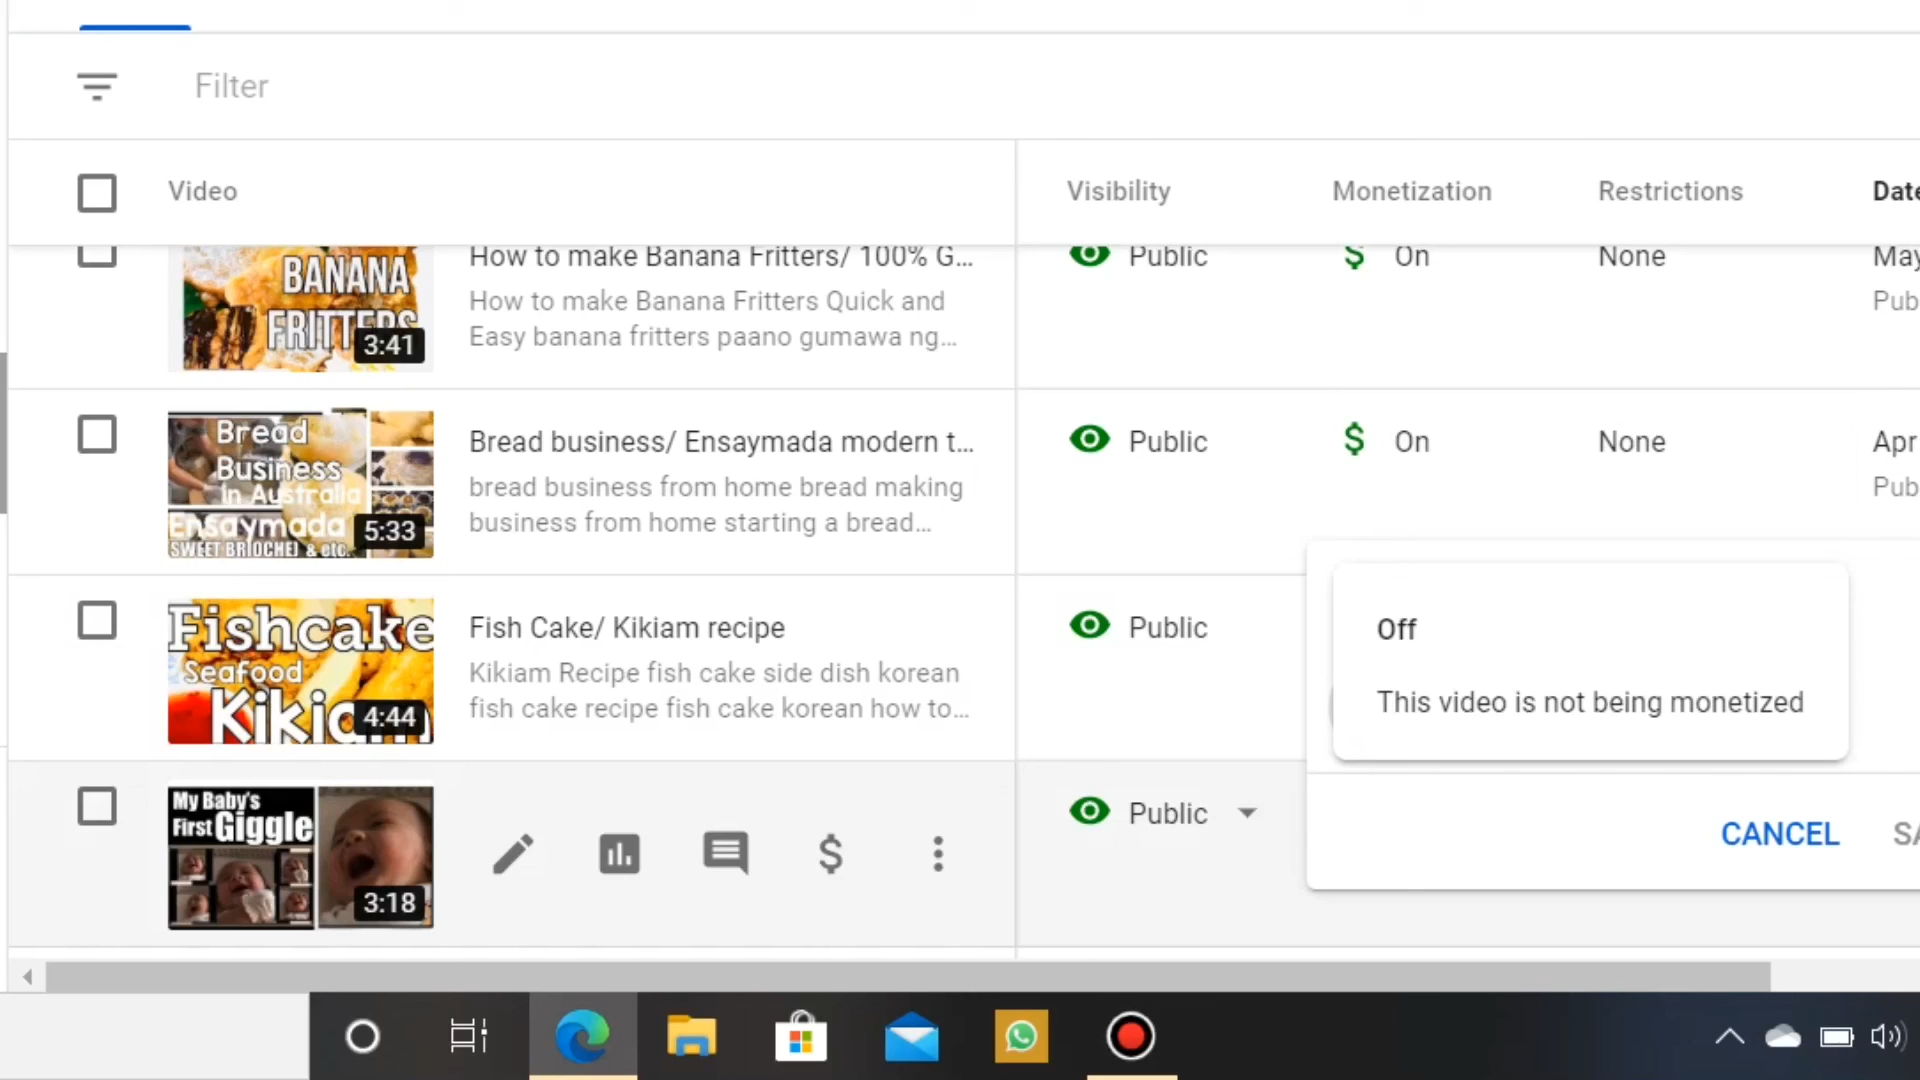 Filter
Video
Visibility
Monetization
Restrictions
Date
BANANA
FRITTERS
3:41
How to make Banana Fritters/ 100% G...
How to make Banana Fritters Quick and
Easy banana fritters paano gumawa ng...
Public
$ On
None
May
Pub
Bread
Business
in Australia
Ensaymada
SWEET BRIOCHE] & etc.
5:33
Bread business/ Ensaymada modern t...
bread business from home bread making
business from home starting a bread...
Public
$ On
None
Apr
Pub
Fishcake
Seafood
Kikiam
4:44
Fish Cake/ Kikiam recipe
Kikiam Recipe fish cake side dish korean
fish cake recipe fish cake korean how to...
Public
Off
This video is not being monetized
My Baby's
First Giggle
3:18
$
Public
CANCEL
SA